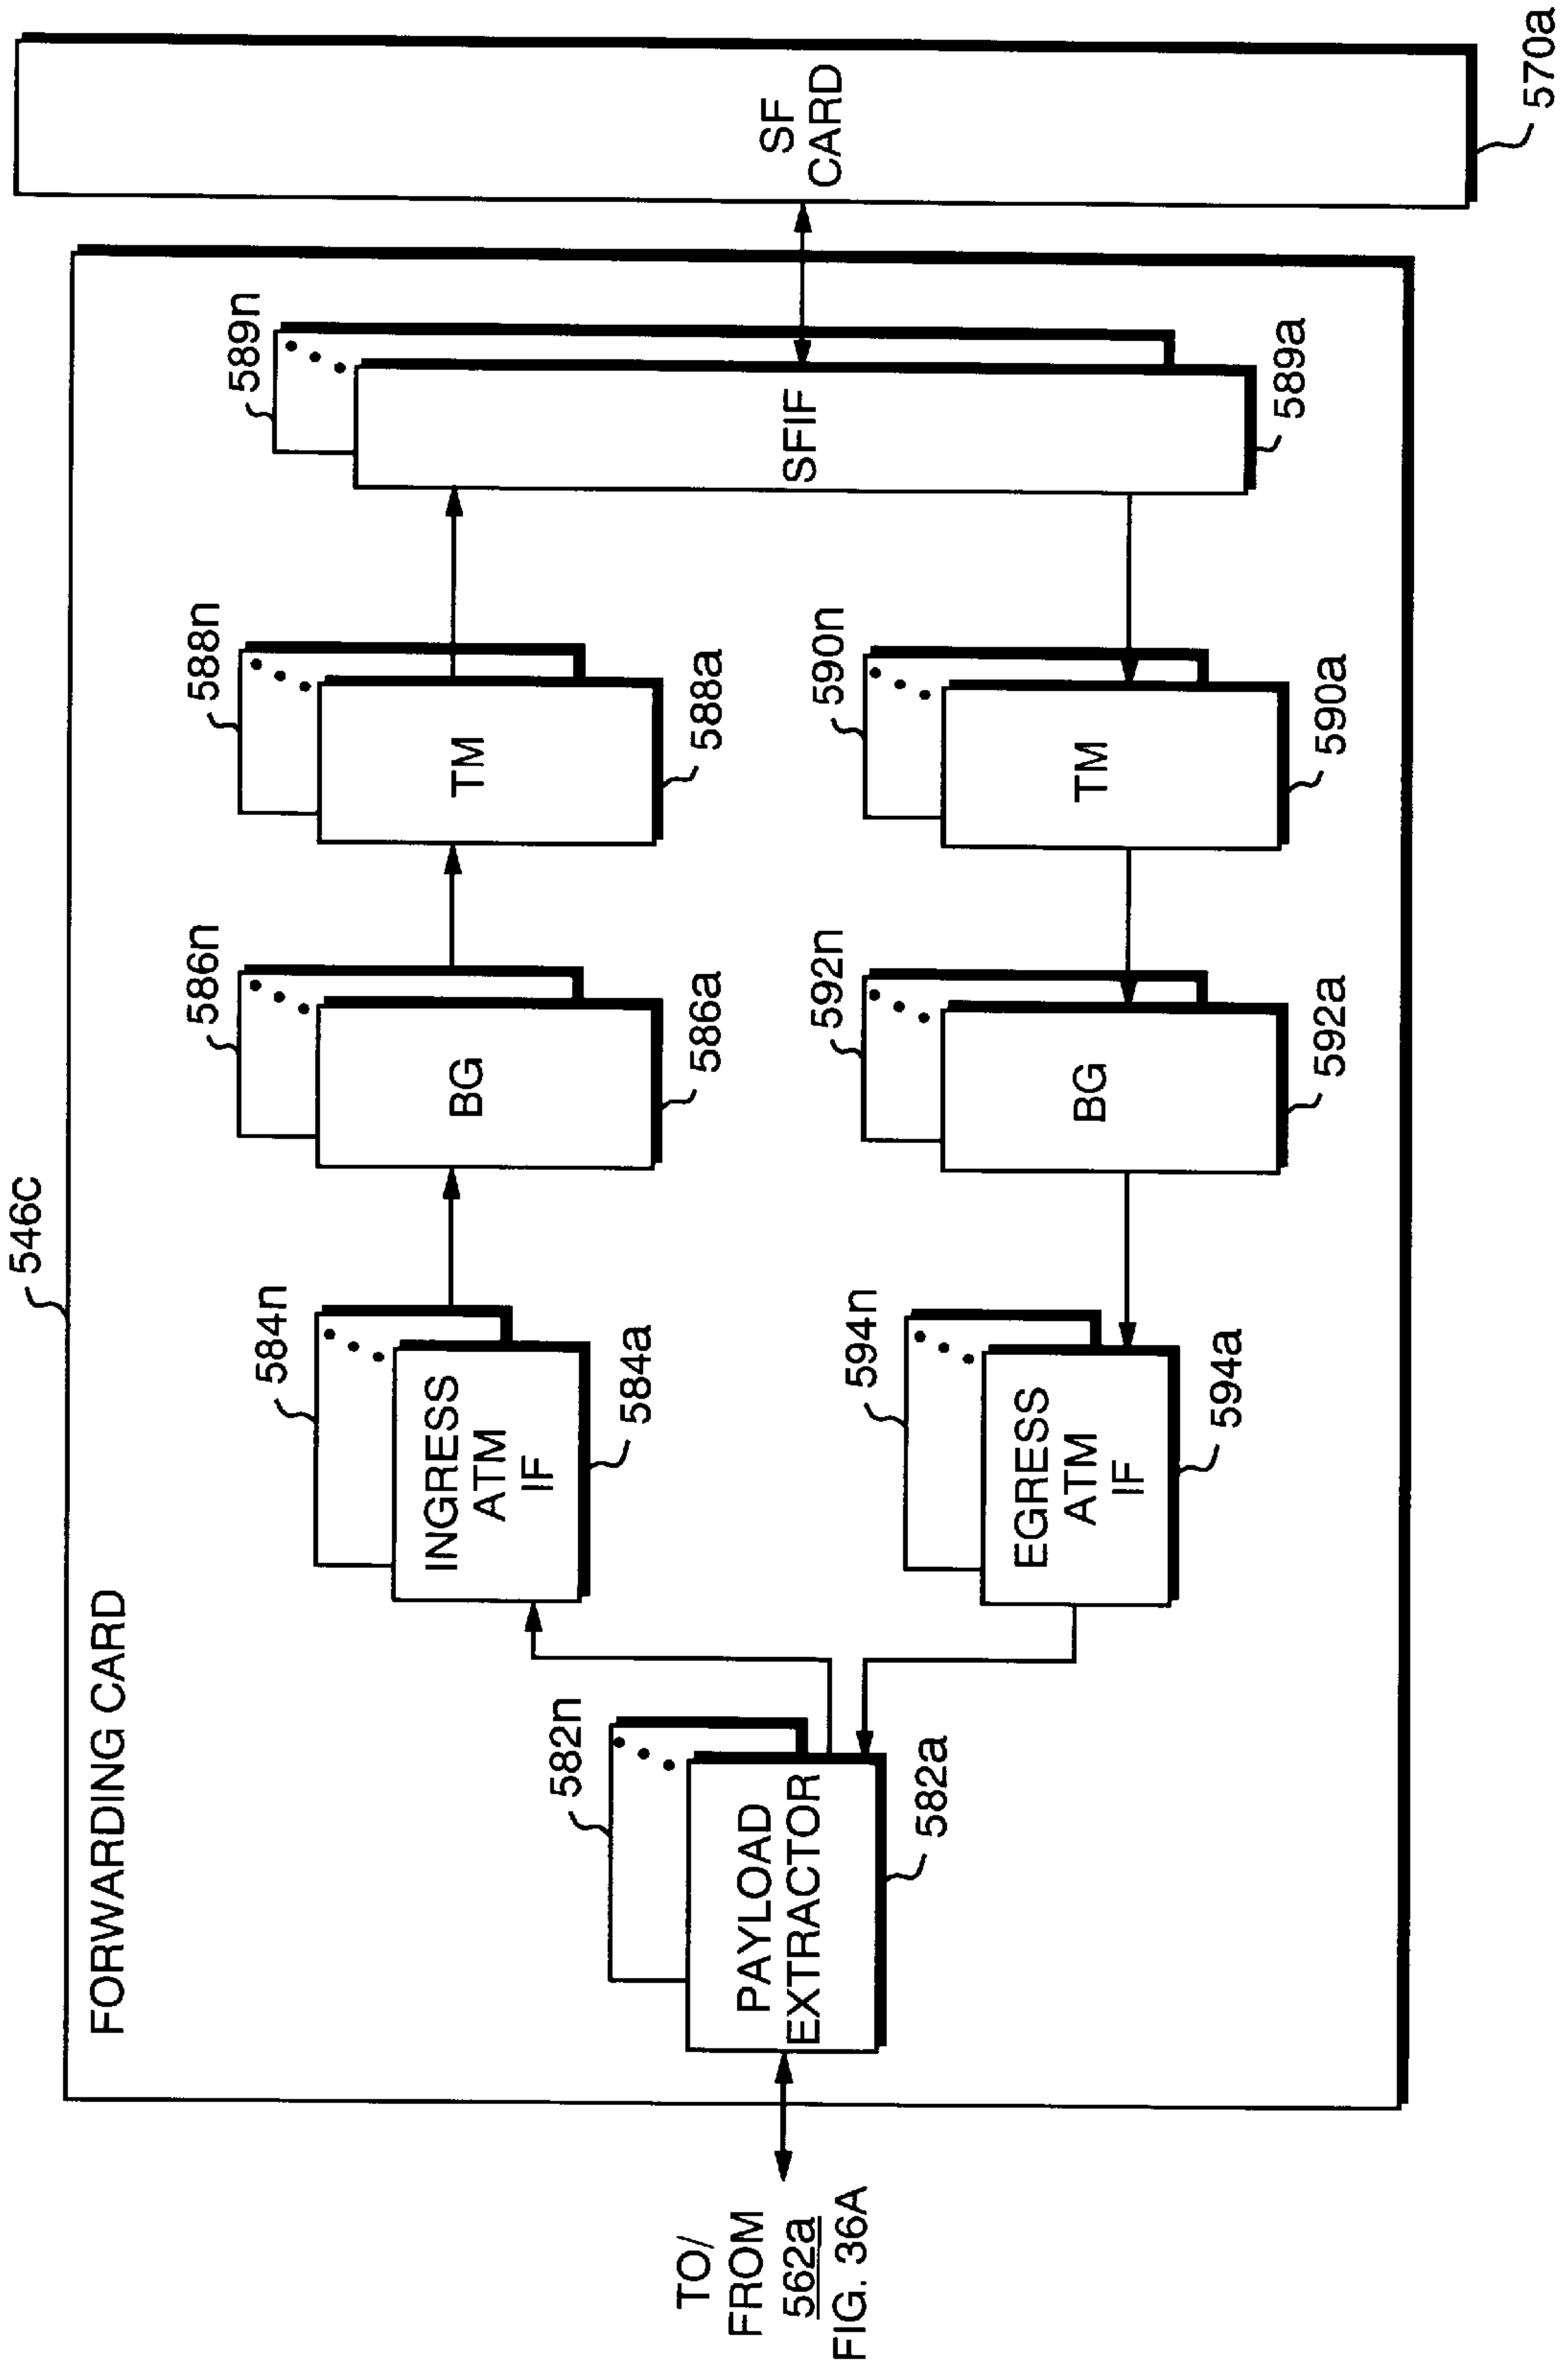 546c
FORWARDING CARD
TO/
FROM
562a
FIG. 36A
582n
PAYLOAD
EXTRACTOR
582a
584n
INGRESS
ATM
IF
584a
586n
BG
586a
588n
TM
588a
589n
SFIF
589a
590n
TM
590a
592n
BG
592a
594n
EGRESS
ATM
IF
594a
SF
CARD
570a